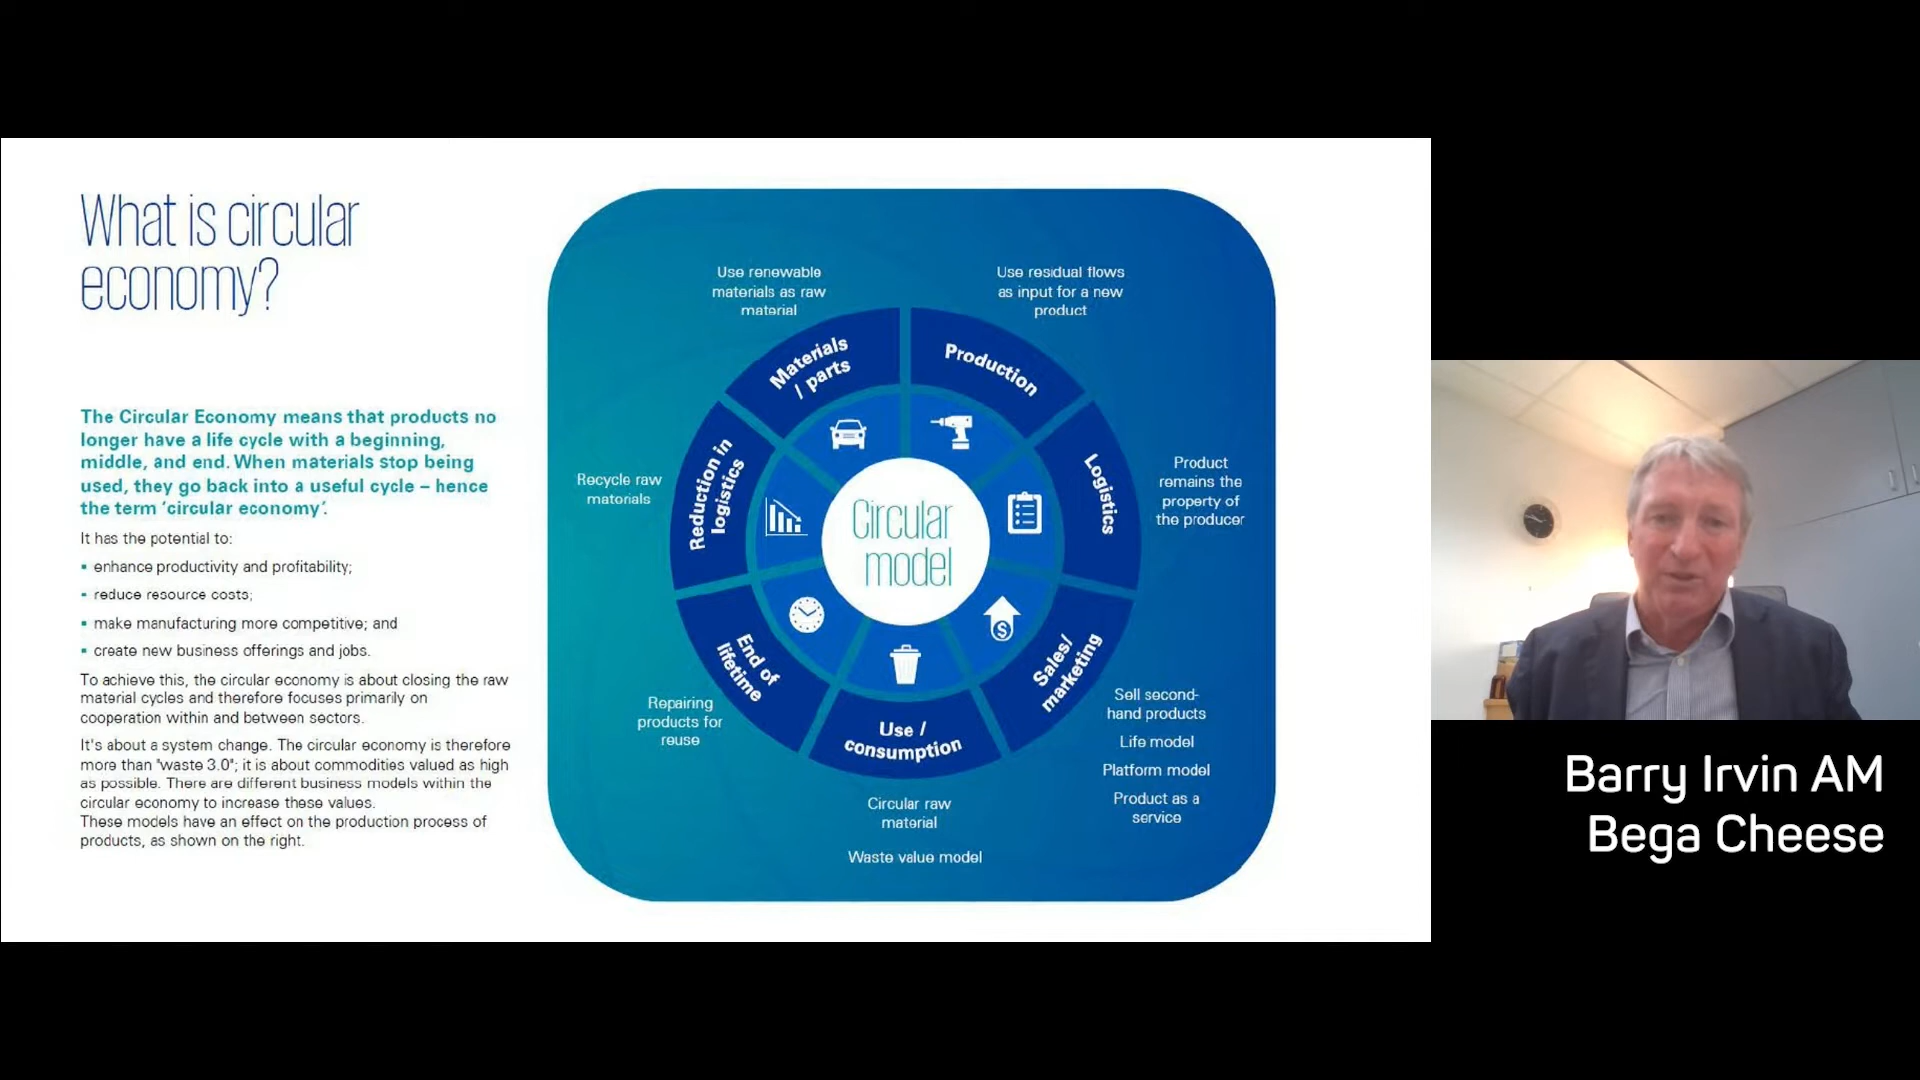 What is circular
economy?
The Circular Economy means that products no
longer have a life cycle with a beginning,
middle, and end. When materials stop being
used, they go back into a useful cycle – hence
the term ‘circular economy’.
It has the potential to:
▪ enhance productivity and profitability;
▪ reduce resource costs;
▪ make manufacturing more competitive; and
▪ create new business offerings and jobs.
To achieve this, the circular economy is about closing the raw
material cycles and therefore focuses primarily on
cooperation within and between sectors.
It's about a system change. The circular economy is therefore
more than "waste 3.0"; it is about commodities valued as high
as possible. There are different business models within the
circular economy to increase these values.
These models have an effect on the production process of
products, as shown on the right.
Use renewable
materials as raw
material
Use residual flows
as input for a new
product
Materials
/ parts
Production
Reduction in
logistics
Logistics
Recycle raw
materials
Product
remains the
property of
the producer
Circular
model
End of
lifetime
Sales/
marketing
Use /
consumption
Repairing
products for
reuse
Sell second-
hand products
Life model
Platform model
Product as a
service
Circular raw
material
Waste value model
Barry Irvin AM
Bega Cheese